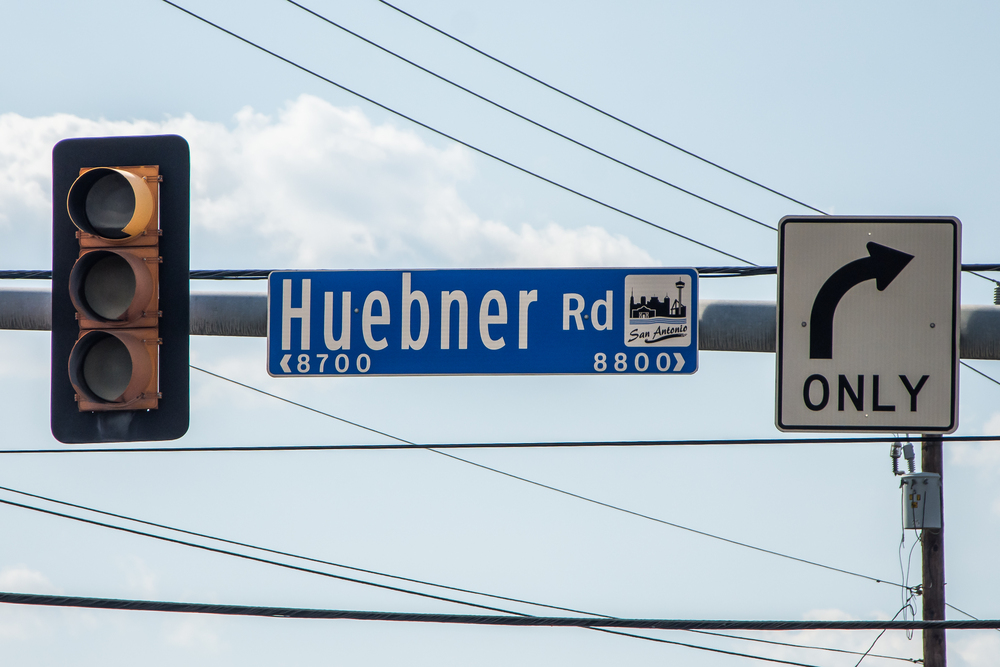 Huebner Rd
San Antonio
<8700 8800>
ONLY